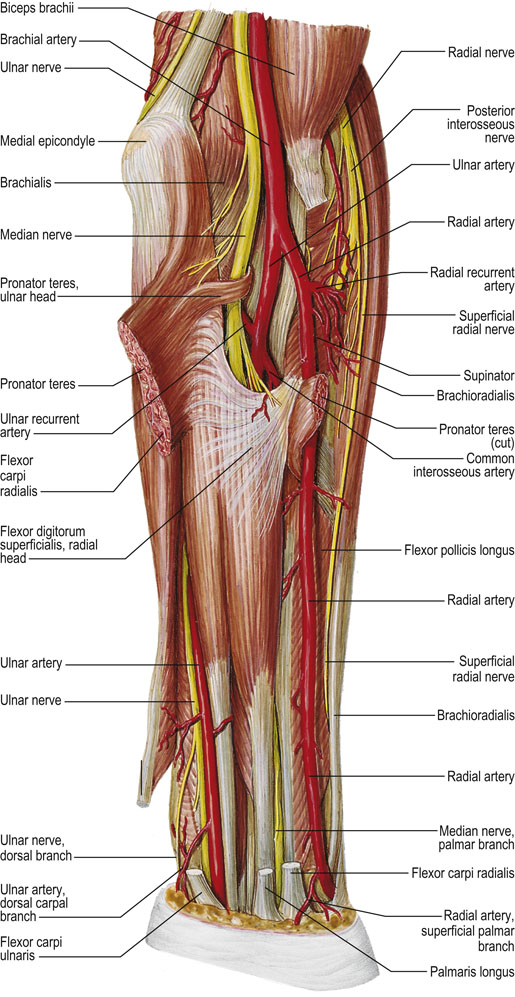 Biceps brachii
Brachial artery
Ulnar nerve
Medial epicondyle
Brachialis
Median nerve
Pronator teres,
ulnar head
Pronator teres
Ulnar recurrent
artery
Flexor
carpi
radialis
Flexor digitorum
superficialis, radial
head
Ulnar artery
Ulnar nerve
Ulnar nerve,
dorsal branch
Ulnar artery,
dorsal carpal
branch
Flexor carpi
ulnaris
Radial nerve
Posterior
interosseous
nerve
Ulnar artery
Radial artery
Radial recurrent
artery
Superficial
radial nerve
Supinator
Brachioradialis
Pronator teres
(cut)
Common
interosseous artery
Flexor pollicis longus
Radial artery
Superficial
radial nerve
Brachioradialis
Radial artery
Median nerve,
palmar branch
Flexor carpi radialis
Radial artery,
superficial palmar
branch
Palmaris longus